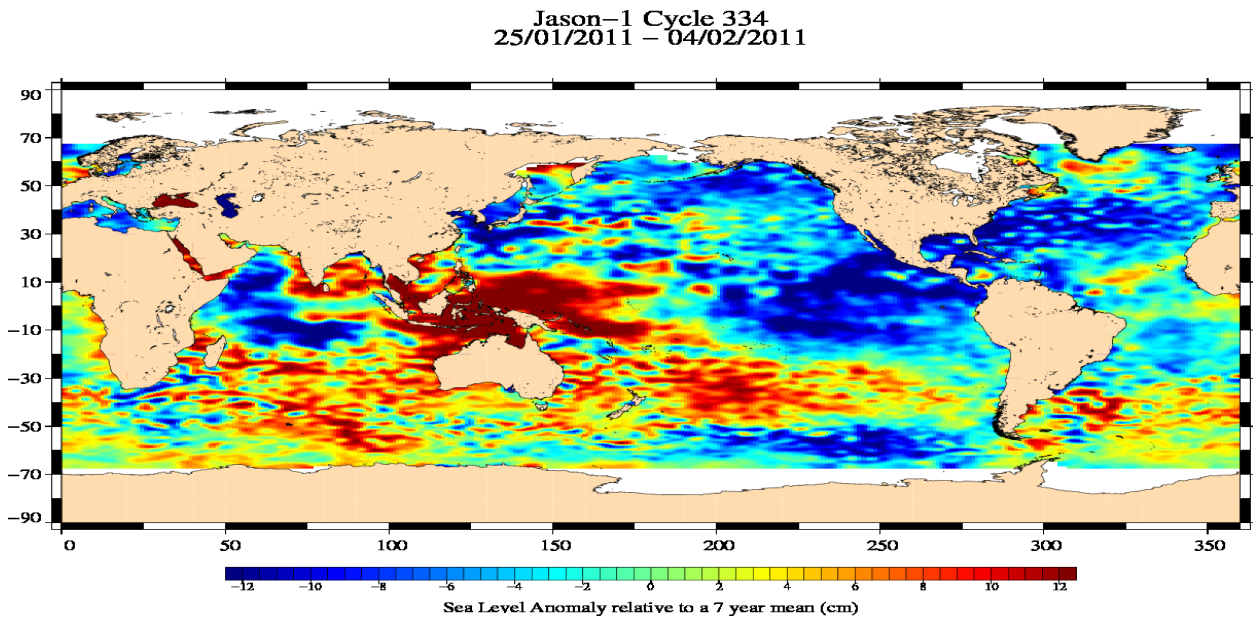 Jason-1 Cycle 334
25/01/2011 - 04/02/2011
90
70
50
30
10
-10
-30
-50
-70
-90
0 50 100 150 200 250 300 350
-12 -10 -8 -6 -4 -2 0 2 4 6 8 10 12
Sea Level Anomaly relative to a 7 year mean (cm)